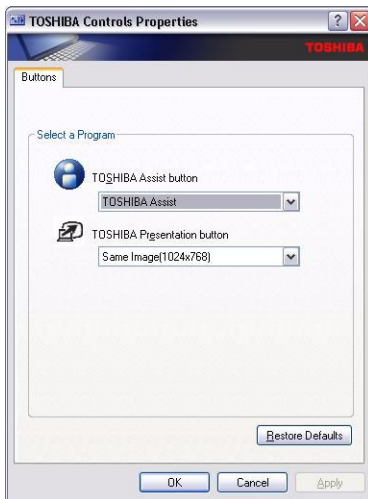 TOSHIBA Controls Properties
TOSHIBA
Buttons
Select a Program
TOSHIBA Assist button
TOSHIBA Assist
TOSHIBA Presentation button
Same Image(1024x768)
Restore Defaults
OK
Cancel
Apply